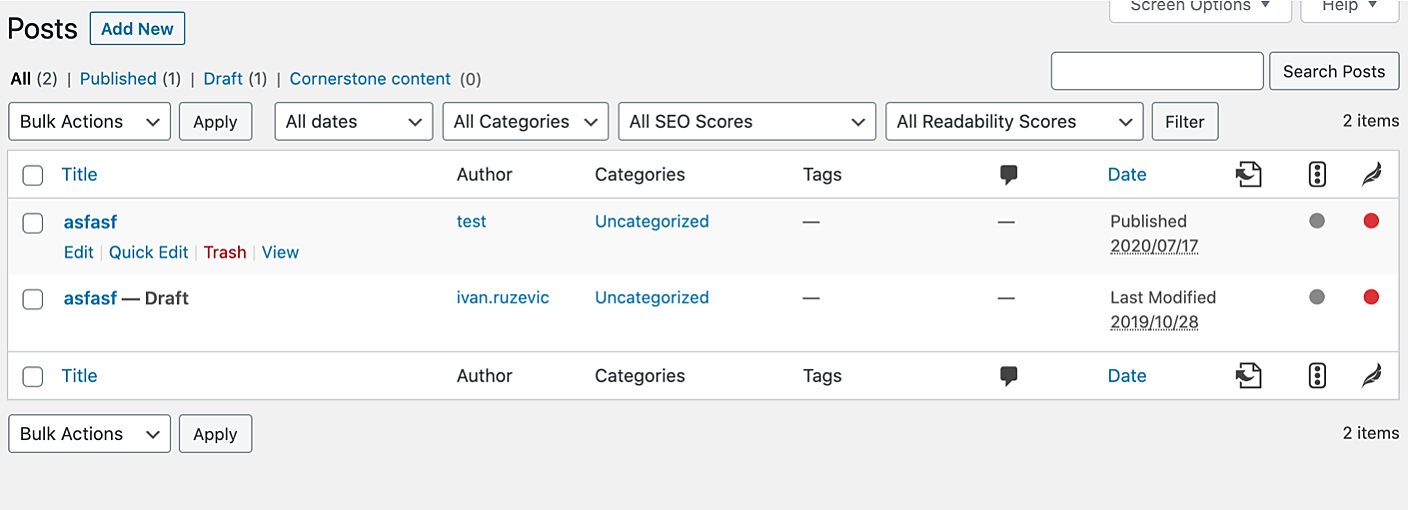 Screen Options ▼ Help ▼
Posts Add New
All (2) | Published (1) | Draft (1) | Cornerstone content (0)
Search Posts
Bulk Actions Apply All dates All Categories All SEO Scores All Readability Scores Filter 2 items
Title Author Categories Tags Date
asfasf test Uncategorized — — Published
2020/07/17
Edit | Quick Edit | Trash | View
asfasf — Draft ivan.ruzevic Uncategorized — — Last Modified
2019/10/28
Title Author Categories Tags Date
Bulk Actions Apply 2 items